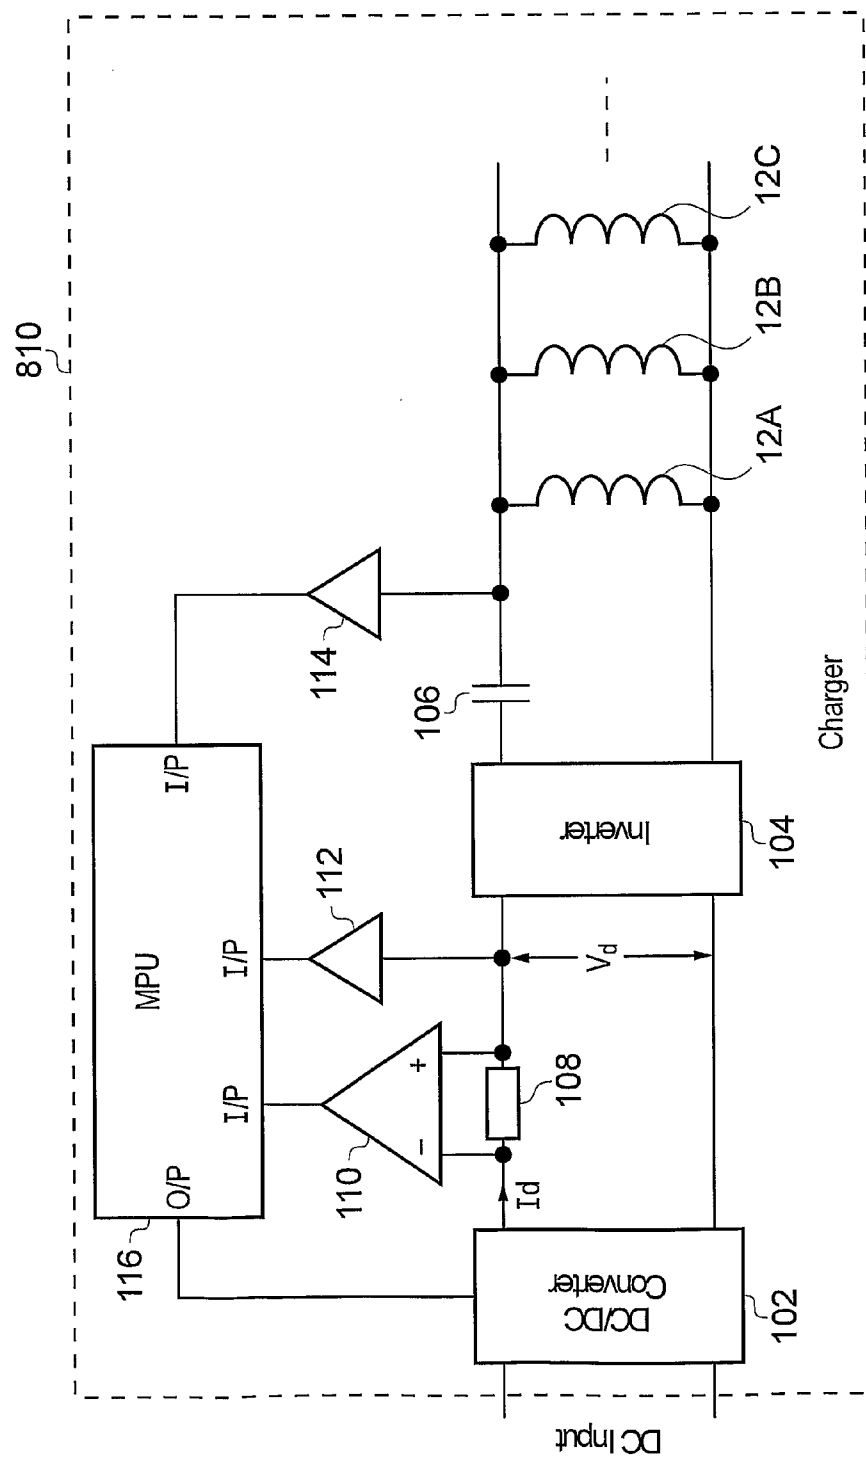 810
116
O/P
MPU
I/P
I/P
I/P
110
−
+
112
114
106
12A
12B
12C
DC Input
DC/DC
Converter
102
Id
108
Vd
Inverter
104
Charger